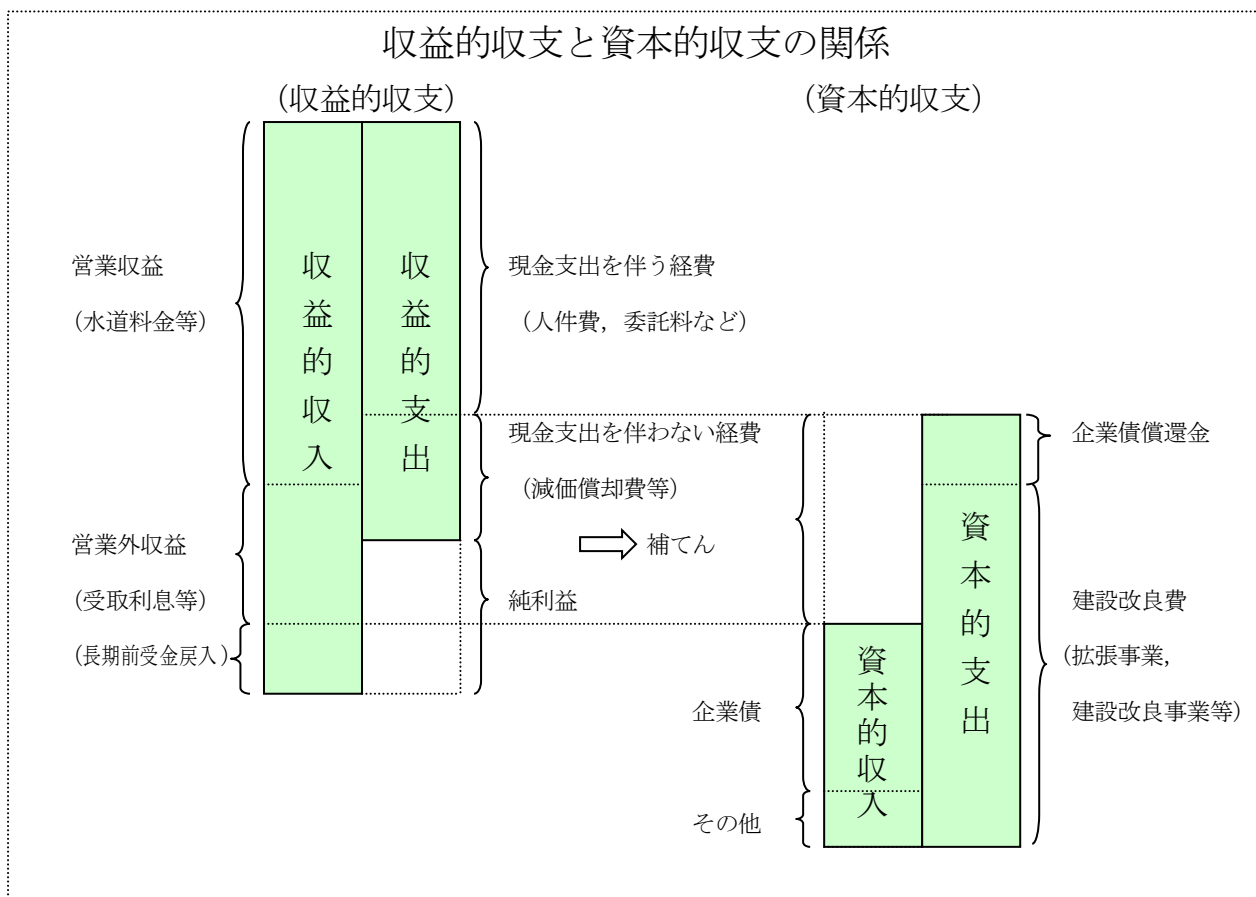 収益的収支と資本的収支の関係
(収益的収支)
(資本的収支)
営業収益
(水道料金等)
営業外収益
(受取利息等)
(長期前受金戻入)
収益的収入
収益的支出
現金支出を伴う経費
(人件費，委託料など)
現金支出を伴わない経費
(減価償却費等)
補てん
純利益
企業債
その他
資本的収入
資本的支出
企業債償還金
建設改良費
(拡張事業,
建設改良事業等)